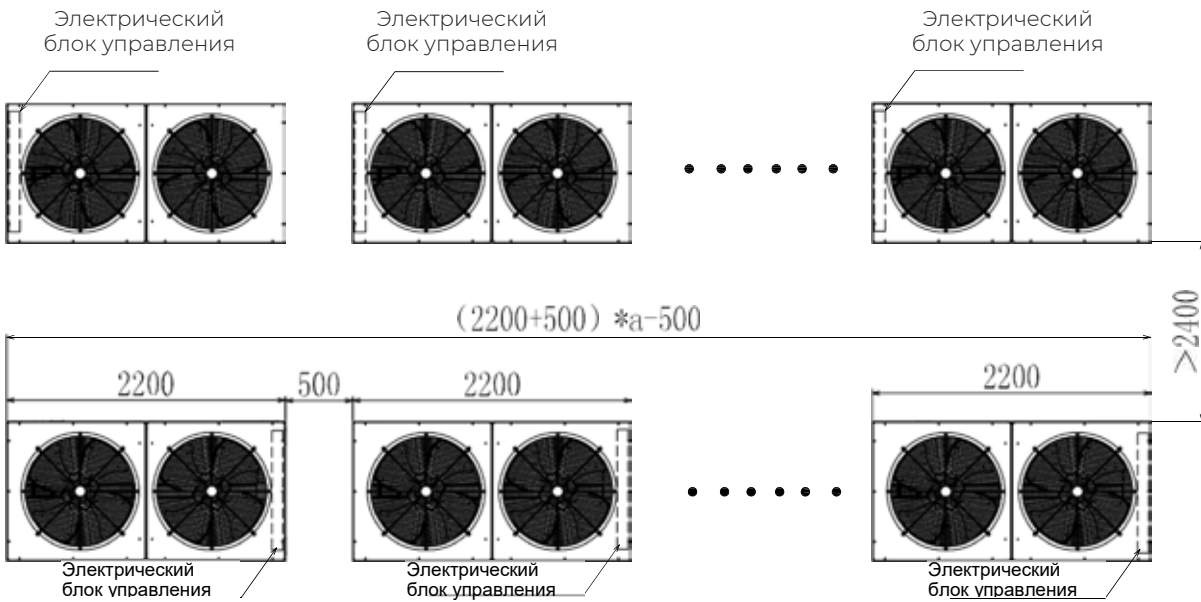 Электрический
блок управления
Электрический
блок управления
Электрический
блок управления
(2200+500) *a-500
>2400
2200
500
2200
2200
Электрический
блок управления
Электрический
блок управления
Электрический
блок управления